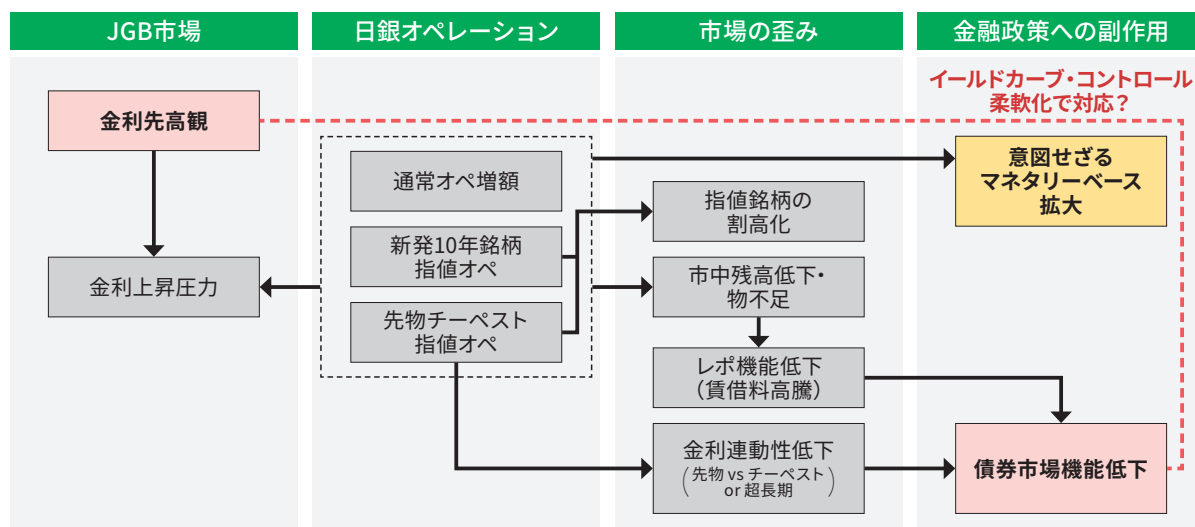 JGB市場
日銀オペレーション
市場の歪み
金融政策への副作用
イールドカーブ・コントロール
柔軟化で対応？
金利先高観
金利上昇圧力
通常オペ増額
新発10年銘柄
指値オペ
先物チーペスト
指値オペ
指値銘柄の
割高化
市中残高低下・
物不足
レポ機能低下
（賃借料高騰）
金利連動性低下
（先物 vs チーペスト
or 超長期）
意図せざる
マネタリーベース
拡大
債券市場機能低下